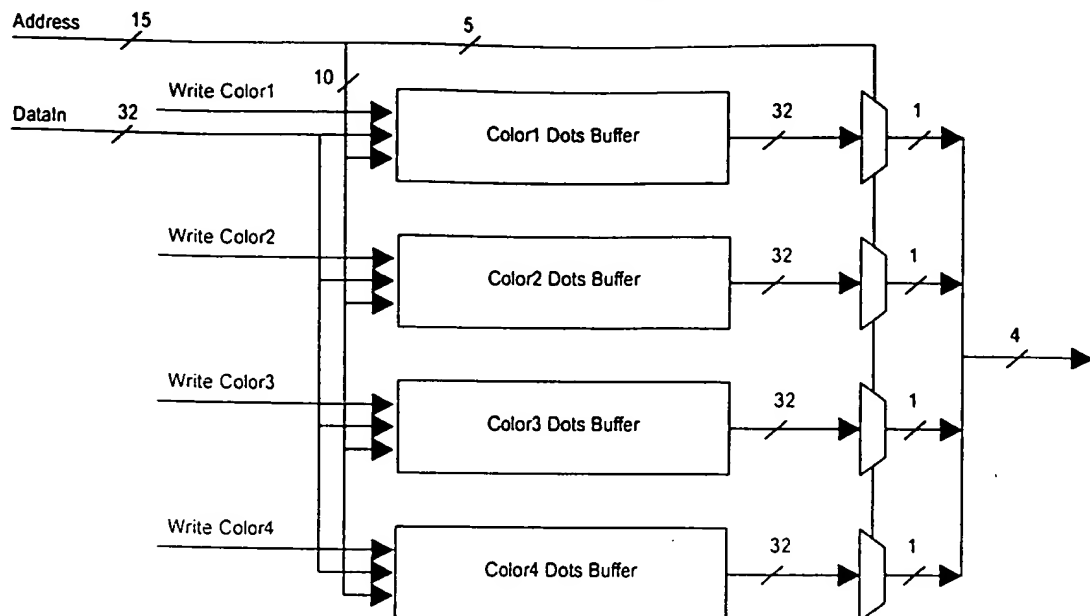 Address
15
5
10
Write Color1
DataIn
32
Color1 Dots Buffer
32
1
Write Color2
Color2 Dots Buffer
32
1
4
Write Color3
Color3 Dots Buffer
32
1
Write Color4
Color4 Dots Buffer
32
1